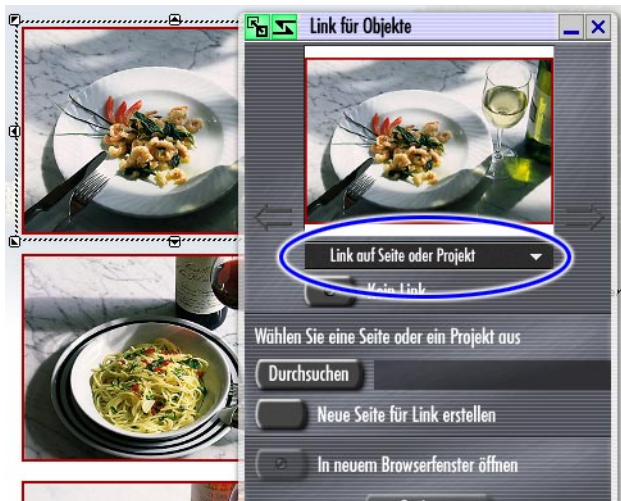 Link für Objekte
Link auf Seite oder Projekt
Kein Link
Wählen Sie eine Seite oder ein Projekt aus
Durchsuchen
Neue Seite für Link erstellen
In neuem Browserfenster öffnen